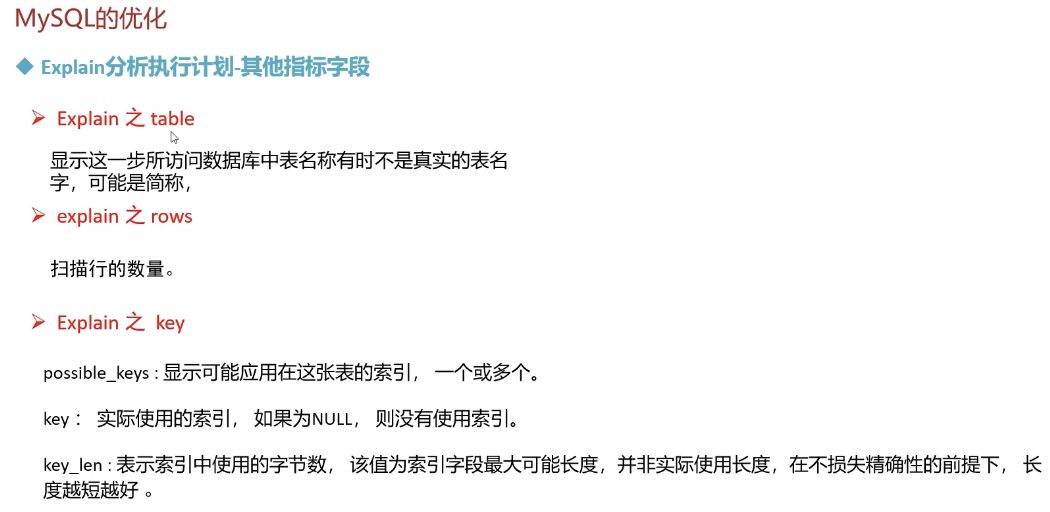 MySQL的优化
Explain分析执行计划-其他指标字段
Explain 之 table
显示这一步所访问数据库中表名称有时不是真实的表名
字，可能是简称，
explain 之 rows
扫描行的数量。
Explain 之 key
possible_keys : 显示可能应用在这张表的索引， 一个或多个。
key ： 实际使用的索引， 如果为NULL， 则没有使用索引。
key_len : 表示索引中使用的字节数， 该值为索引字段最大可能长度，并非实际使用长度，在不损失精确性的前提下， 长
度越短越好 。